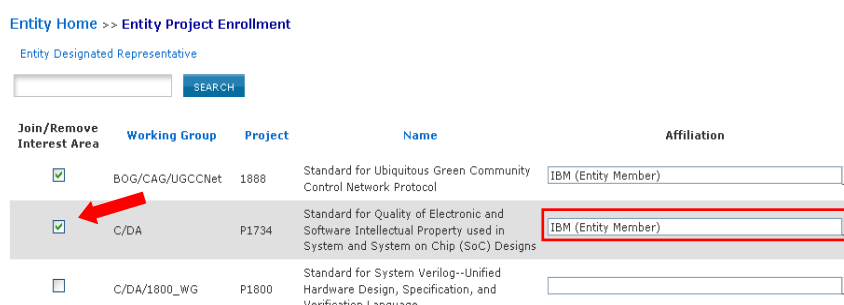 Entity Home >> Entity Project Enrollment
Entity Designated Representative
SEARCH
Join/Remove
Interest Area
Working Group
Project
Name
Affiliation
BOG/CAG/UGCCNet
1888
Standard for Ubiquitous Green Community
Control Network Protocol
IBM (Entity Member)
C/DA
P1734
Standard for Quality of Electronic and
Software Intellectual Property used in
System and System on Chip (SoC) Designs
IBM (Entity Member)
C/DA/1800_WG
P1800
Standard for System Verilog--Unified
Hardware Design, Specification, and
Verification Language